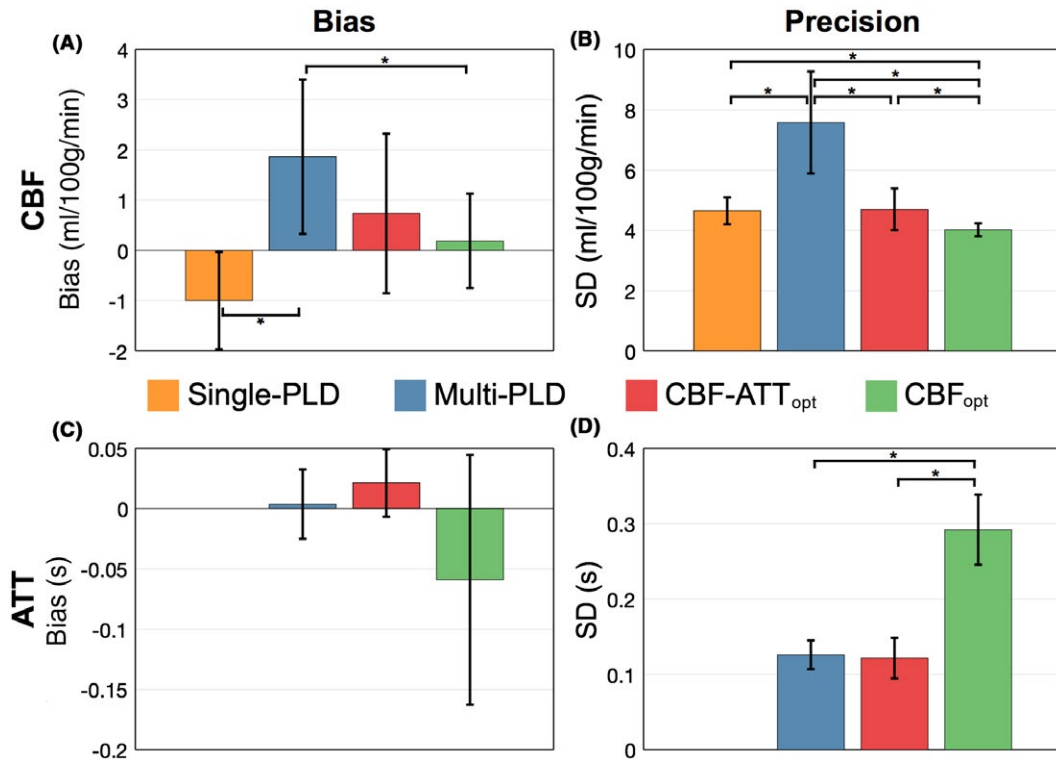 Bias
Precision
(A)
(B)
CBF
Bias (ml/100g/min)
4
3
2
1
0
-1
-2
*
*
SD (ml/100g/min)
10
8
6
4
2
0
*
*
* * *
Single-PLD Multi-PLD CBF-ATTopt CBFopt
(C)
(D)
ATT
Bias (s)
0.05
0
-0.05
-0.1
-0.15
-0.2
SD (s)
0.4
0.3
0.2
0.1
0
*
*